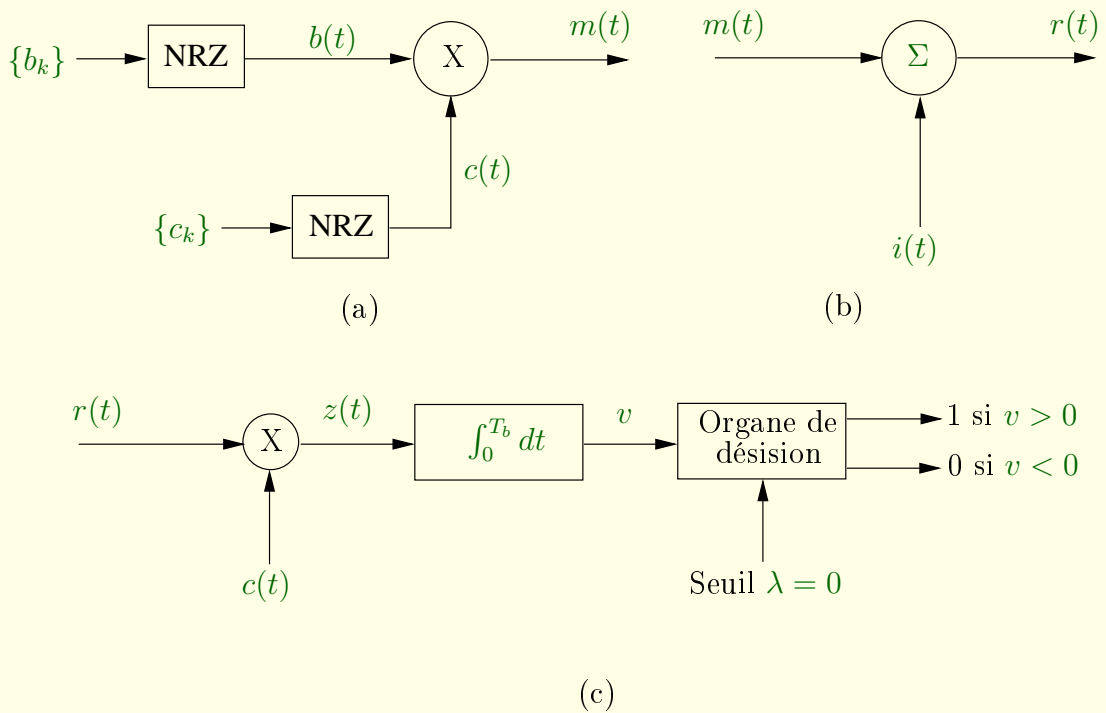 {b_k}
NRZ
b(t)
X
m(t)
c(t)
{c_k}
NRZ
(a)
m(t)
Σ
r(t)
i(t)
(b)
r(t)
X
z(t)
∫_0^{T_b} dt
v
Organe de
désision
1 si v > 0
0 si v < 0
c(t)
Seuil λ = 0
(c)